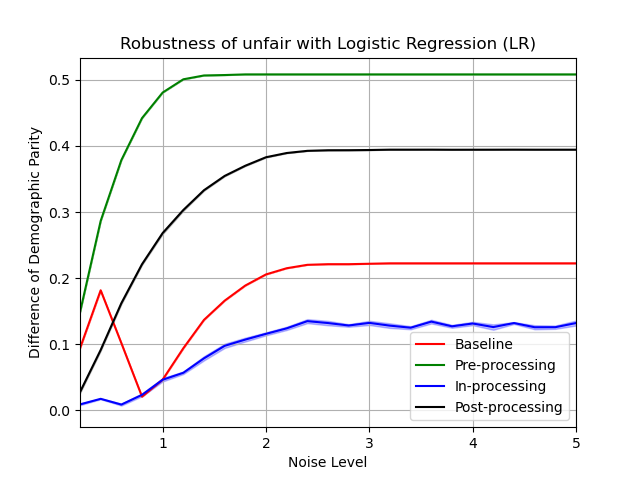 Robustness of unfair with Logistic Regression (LR)
Difference of Demographic Parity
0.5
0.4
0.3
0.2
0.1
0.0
1 2 3 4 5
Noise Level
Baseline
Pre-processing
In-processing
Post-processing